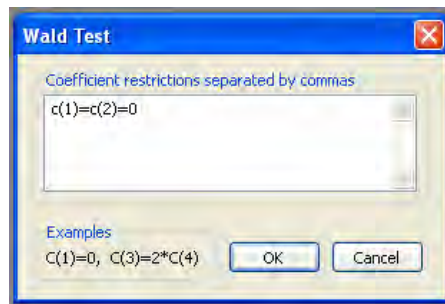 Wald Test
Coefficient restrictions separated by commas
c(1)=c(2)=0
Examples
C(1)=0, C(3)=2*C(4)
OK
Cancel